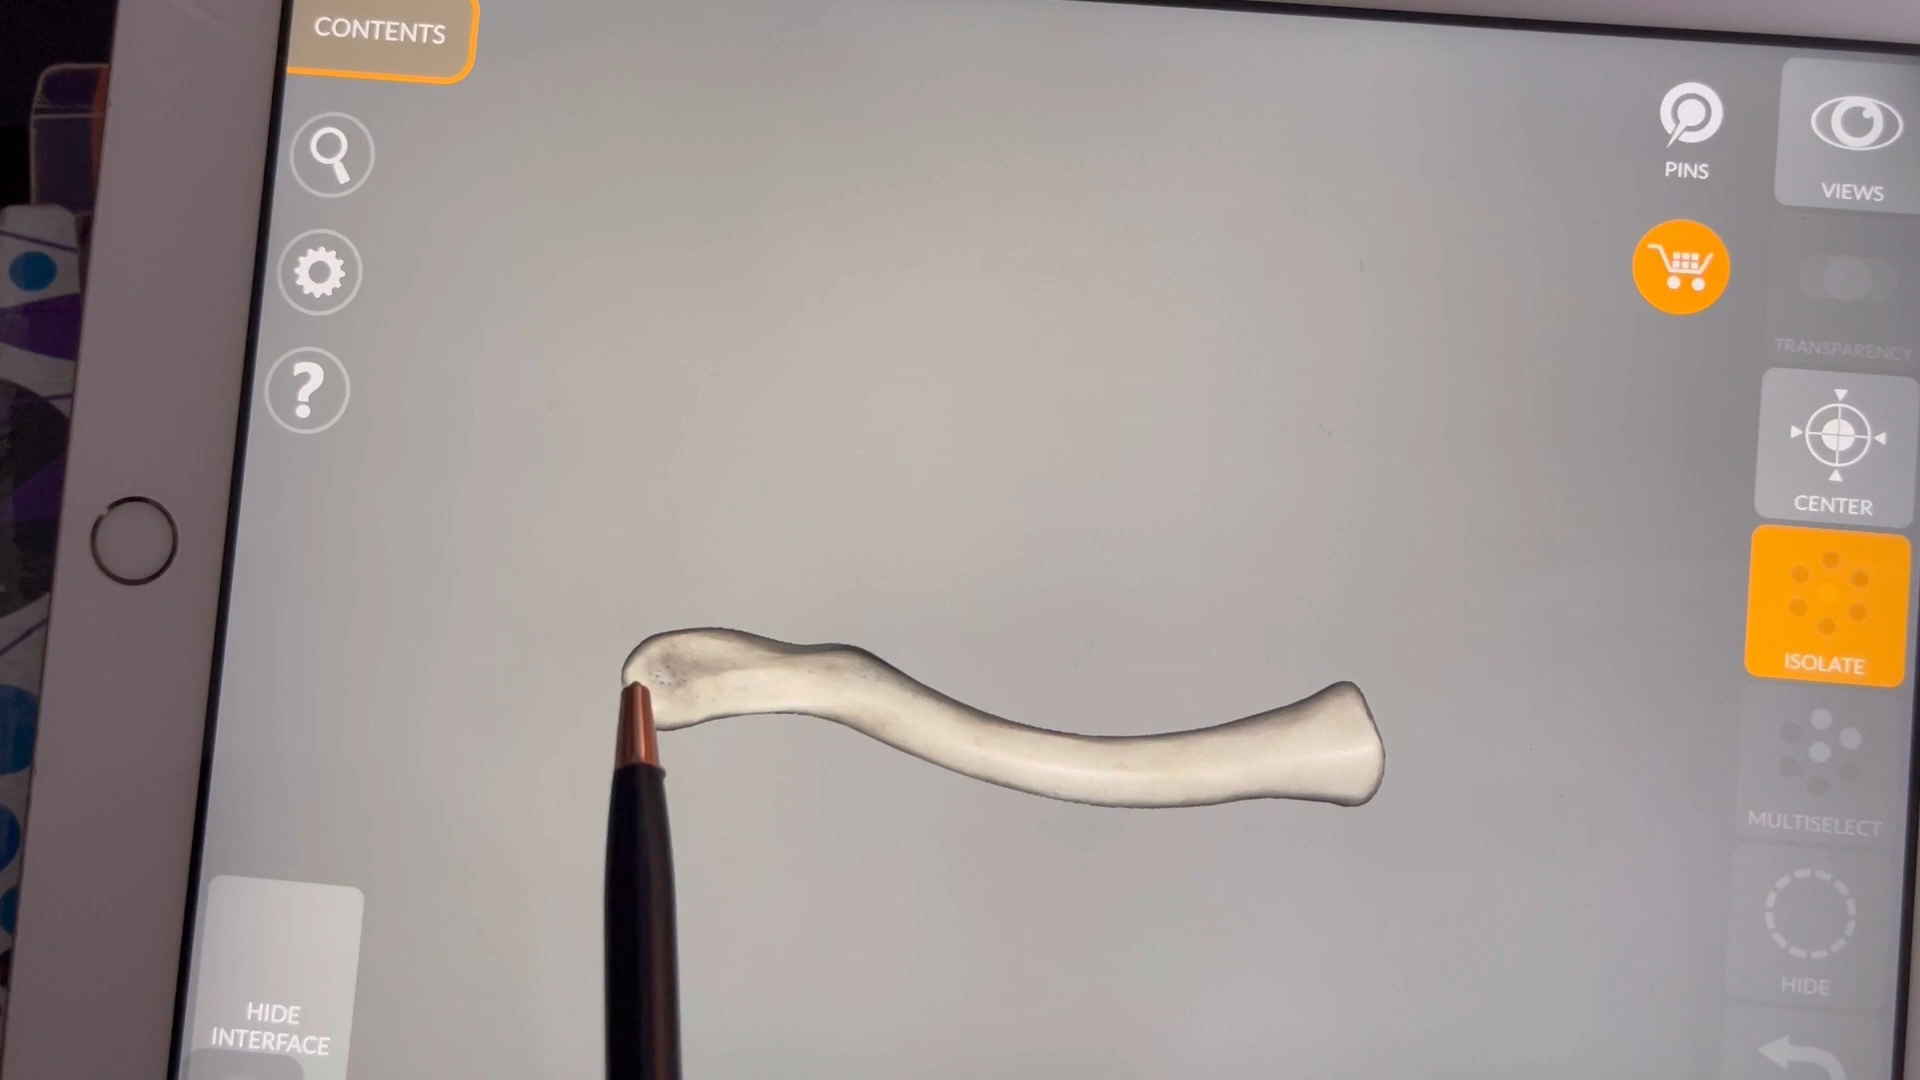 CONTENTS
PINS
VIEWS
TRANSPARENCY
CENTER
ISOLATE
MULTISELECT
HIDE
HIDE
INTERFACE